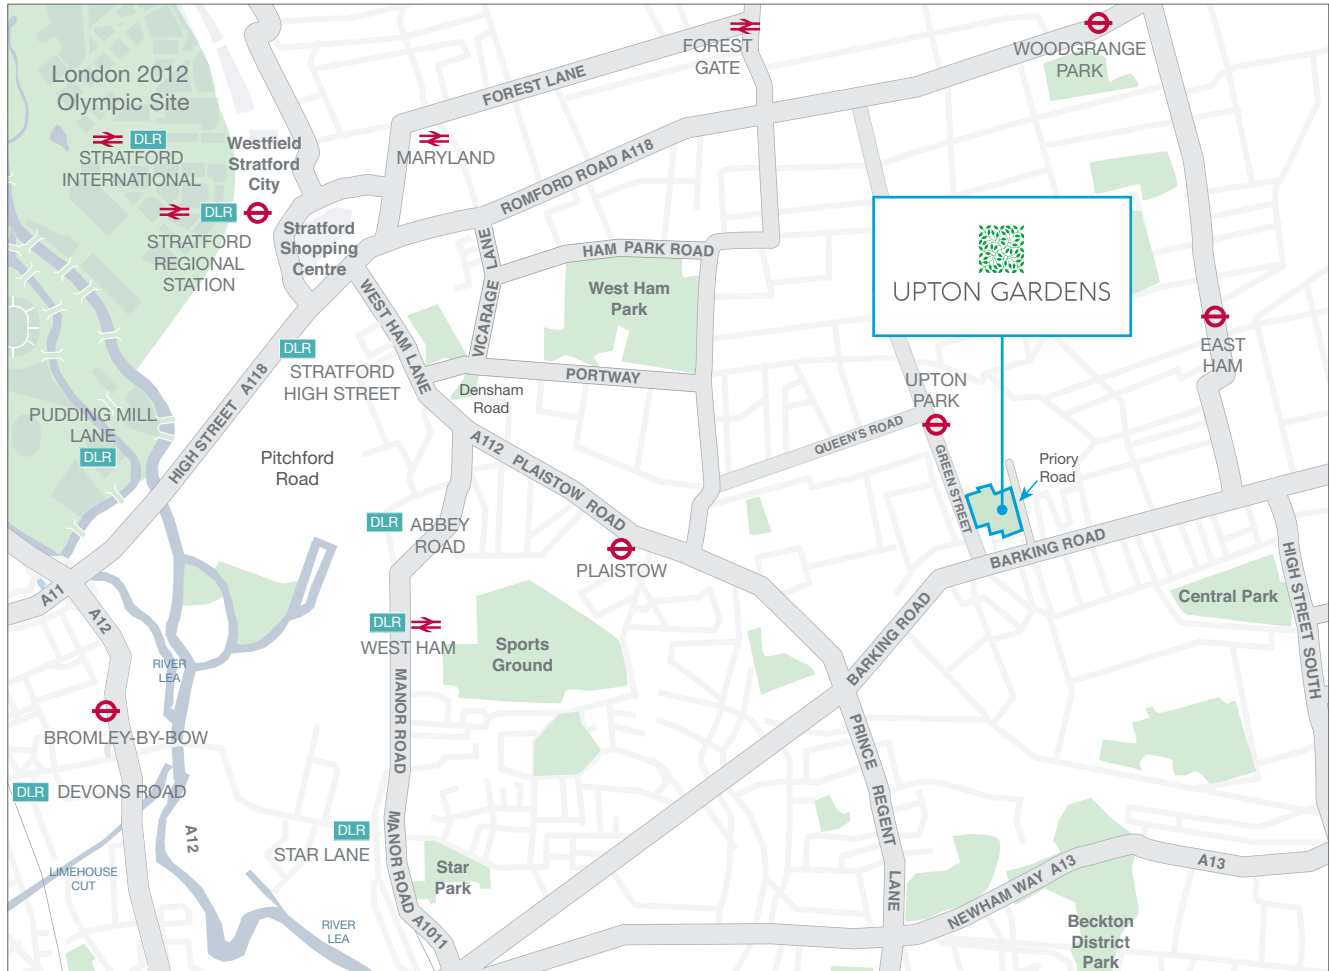 FOREST
GATE
WOODGRANGE
PARK
London 2012
Olympic Site
FOREST LANE
DLR
STRATFORD
INTERNATIONAL
Westfield
Stratford
City
MARYLAND
ROMFORD ROAD A118
DLR
STRATFORD
REGIONAL
STATION
Stratford
Shopping
Centre
VICARAGE LANE
HAM PARK ROAD
West Ham
Park
UPTON GARDENS
WEST HAM LANE
DLR
STRATFORD
HIGH STREET
PORTWAY
Densham
Road
EAST
HAM
UPTON
PARK
PUDDING MILL
LANE
DLR
HIGH STREET A118
Pitchford
Road
A112 PLAISTOW ROAD
QUEEN'S ROAD
GREEN STREET
Priory
Road
DLR
ABBEY
ROAD
PLAISTOW
BARKING ROAD
A11
A12
HIGH STREET SOUTH
Central Park
DLR
WEST HAM
Sports
Ground
BARKING ROAD
RIVER
LEA
MANOR ROAD
BROMLEY-BY-BOW
PRINCE REGENT LANE
DLR
DEVONS ROAD
A12
DLR
STAR LANE
MANOR ROAD A1011
Star
Park
LIMEHOUSE
CUT
RIVER
LEA
NEWHAM WAY A13
A13
Beckton
District
Park